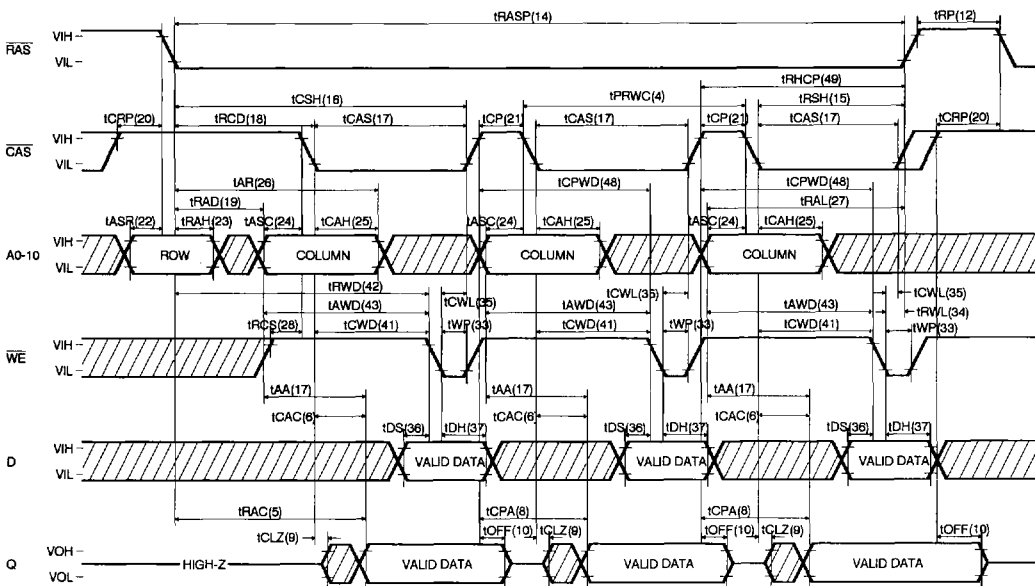 tRASP(14) tRP(12)
RAS VIH VIL
tRHCP(49)
tCSH(16) tPRWC(4) tRSH(15)
tCRP(20) tRCD(18) tCAS(17) tCP(21) tCAS(17) tCP(21) tCAS(17) tCRP(20)
CAS VIH VIL
tAR(26) tCPWD(48) tCPWD(48)
tRAD(19) tRAL(27)
tASR(22) tRAH(23) tASC(24) tCAH(25) tASC(24) tCAH(25) tASC(24) tCAH(25)
A0-10 VIH VIL ROW COLUMN COLUMN COLUMN
tRWD(42) tCWL(35) tCWL(35) tCWL(35)
tAWD(43) tAWD(43) tAWD(43) tRWL(34)
tRCS(28) tCWD(41) tWP(33) tCWD(41) tWP(33) tCWD(41) tWP(33)
WE VIH VIL
tAA(17) tAA(17) tAA(17)
tCAC(6) tCAC(6) tCAC(6)
tDS(36) tDH(37) tDS(36) tDH(37) tDS(36) tDH(37)
D VIH VIL VALID DATA VALID DATA VALID DATA
tRAC(5) tCPA(8) tCPA(8)
tCLZ(9) tOFF(10) tCLZ(9) tOFF(10) tCLZ(9) tOFF(10)
Q VOH VOL HIGH-Z VALID DATA VALID DATA VALID DATA